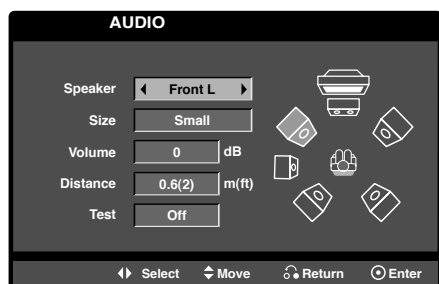 AUDIO
Speaker Front L
Size Small
Volume 0 dB
Distance 0.6(2) m(ft)
Test Off
Select Move Return Enter